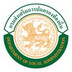 กรมส่งเสริมการปกครองท้องถิ่น
DEPARTMENT OF LOCAL ADMINISTRATION